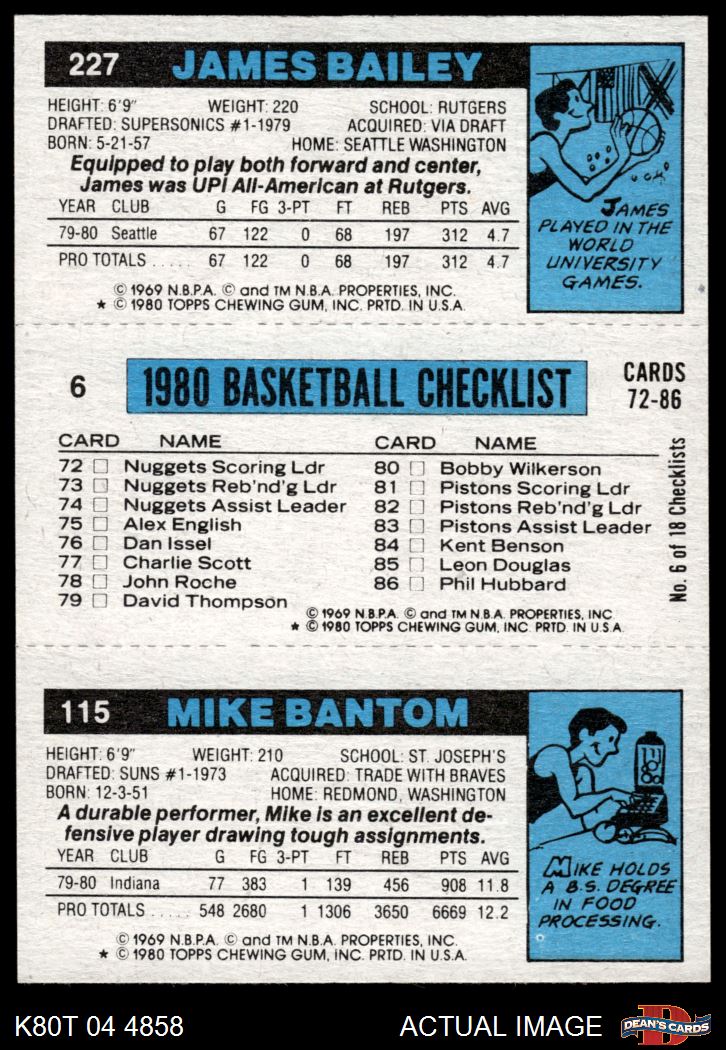 227 JAMES BAILEY
HEIGHT: 6'9" WEIGHT: 220 SCHOOL: RUTGERS
DRAFTED: SUPERSONICS #1-1979 ACQUIRED: VIA DRAFT
BORN: 5-21-57 HOME: SEATTLE WASHINGTON
Equipped to play both forward and center,
James was UPI All-American at Rutgers.
YEAR CLUB G FG 3-PT FT REB PTS AVG
79-80 Seattle 67 122 0 68 197 312 4.7
PRO TOTALS ..... 67 122 0 68 197 312 4.7
© 1969 N.B.P.A. © and TM N.B.A. PROPERTIES, INC.
★ © 1980 TOPPS CHEWING GUM, INC. PRTD. IN U.S.A.
JAMES
PLAYED IN THE
WORLD
UNIVERSITY
GAMES.
6 1980 BASKETBALL CHECKLIST CARDS
72-86
CARD NAME
72 □ Nuggets Scoring Ldr
73 □ Nuggets Reb'nd'g Ldr
74 □ Nuggets Assist Leader
75 □ Alex English
76 □ Dan Issel
77 □ Charlie Scott
78 □ John Roche
79 □ David Thompson
CARD NAME
80 □ Bobby Wilkerson
81 □ Pistons Scoring Ldr
82 □ Pistons Reb'nd'g Ldr
83 □ Pistons Assist Leader
84 □ Kent Benson
85 □ Leon Douglas
86 □ Phil Hubbard
No. 6 of 18 Checklists
© 1969 N.B.P.A. © and TM N.B.A. PROPERTIES, INC.
★ © 1980 TOPPS CHEWING GUM, INC. PRTD. IN U.S.A.
115 MIKE BANTOM
HEIGHT: 6'9" WEIGHT: 210 SCHOOL: ST. JOSEPH'S
DRAFTED: SUNS #1-1973 ACQUIRED: TRADE WITH BRAVES
BORN: 12-3-51 HOME: REDMOND, WASHINGTON
A durable performer, Mike is an excellent de-
fensive player drawing tough assignments.
YEAR CLUB G FG 3-PT FT REB PTS AVG
79-80 Indiana 77 383 1 139 456 908 11.8
PRO TOTALS ..... 548 2680 1 1306 3650 6669 12.2
© 1969 N.B.P.A. © and TM N.B.A. PROPERTIES, INC.
★ © 1980 TOPPS CHEWING GUM, INC. PRTD. IN U.S.A.
MIKE HOLDS
A B.S. DEGREE
IN FOOD
PROCESSING.
K80T 04 4858 ACTUAL IMAGE D DEAN'S CARDS